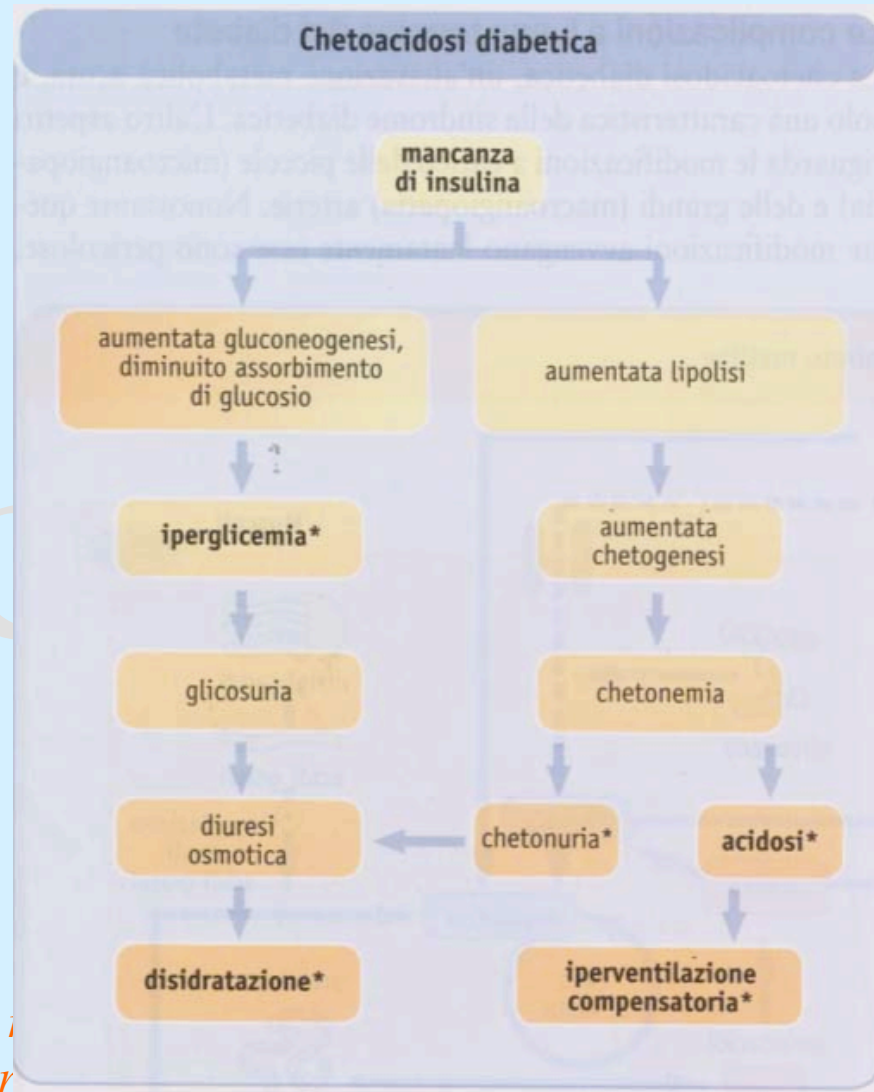 Chetoacidosi diabetica
mancanza
di insulina
aumentata gluconeogenesi,
diminuito assorbimento
di glucosio
aumentata lipolisi
iperglicemia*
aumentata
chetogenesi
glicosuria
chetonemia
diuresi
osmotica
chetonuria*
acidosi*
disidratazione*
iperventilazione
compensatoria*